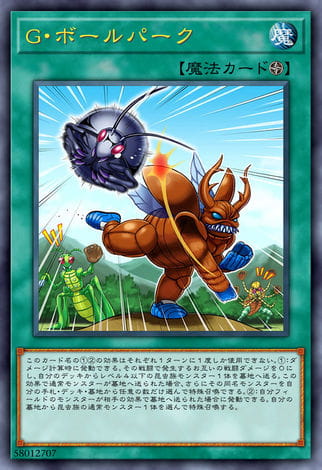 G・ボールパーク
魔
【魔法カード】
このカード名の①②の効果はそれぞれ1ターンに1度しか使用できない。①:ダメ
ージ計算時に発動できる。その戦闘で発生するお互いの戦闘ダメージを0に
し、自分のデッキからレベル4以下の昆虫族モンスター1体を墓地へ送る。この
効果で通常モンスターが墓地へ送られた場合、さらにその同名モンスターを自
分の手札・デッキ・墓地から任意の数だけ選んで特殊召喚できる。②:自分フィ
ールドのモンスターが相手の効果で墓地へ送られた場合に発動できる。自分の
墓地から昆虫族の通常モンスター1体を選んで特殊召喚する。
58012707